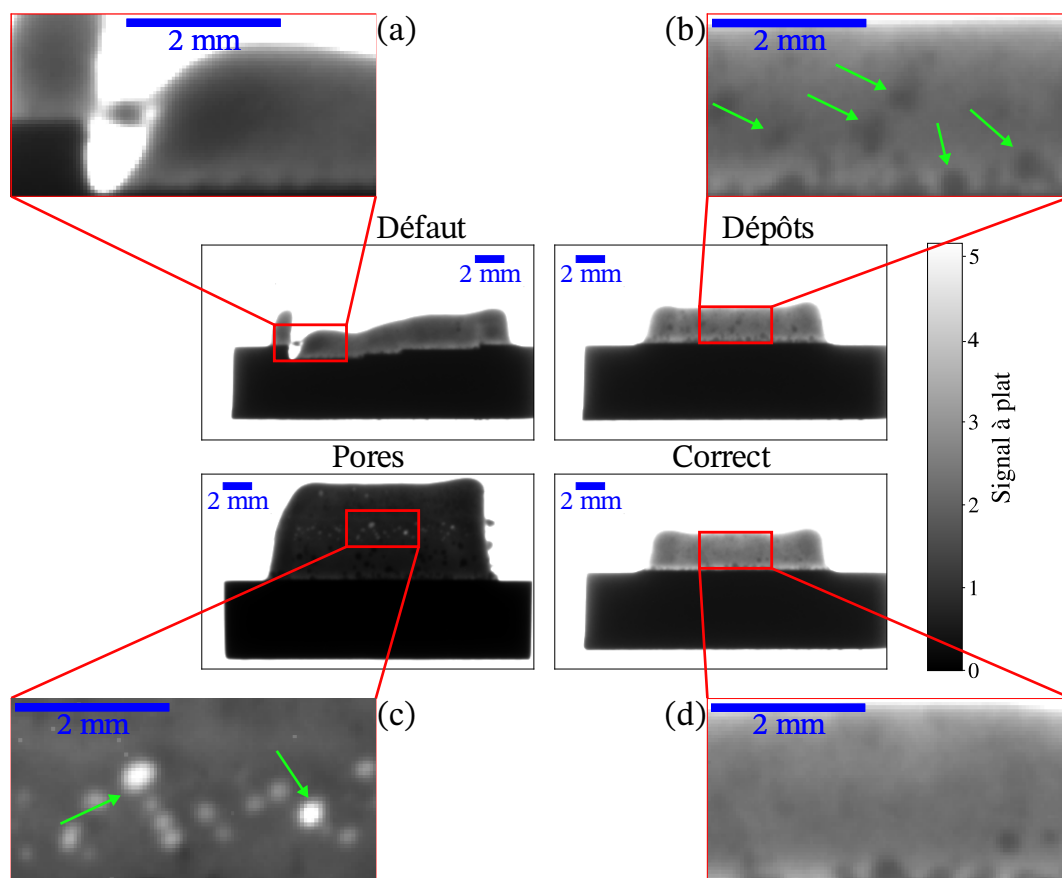 2 mm
(a)
(b)
2 mm
Défaut
Dépôts
2 mm
2 mm
5
4
3
2
1
0
Signal à plat
Pores
Correct
2 mm
2 mm
2 mm
(c)
(d)
2 mm